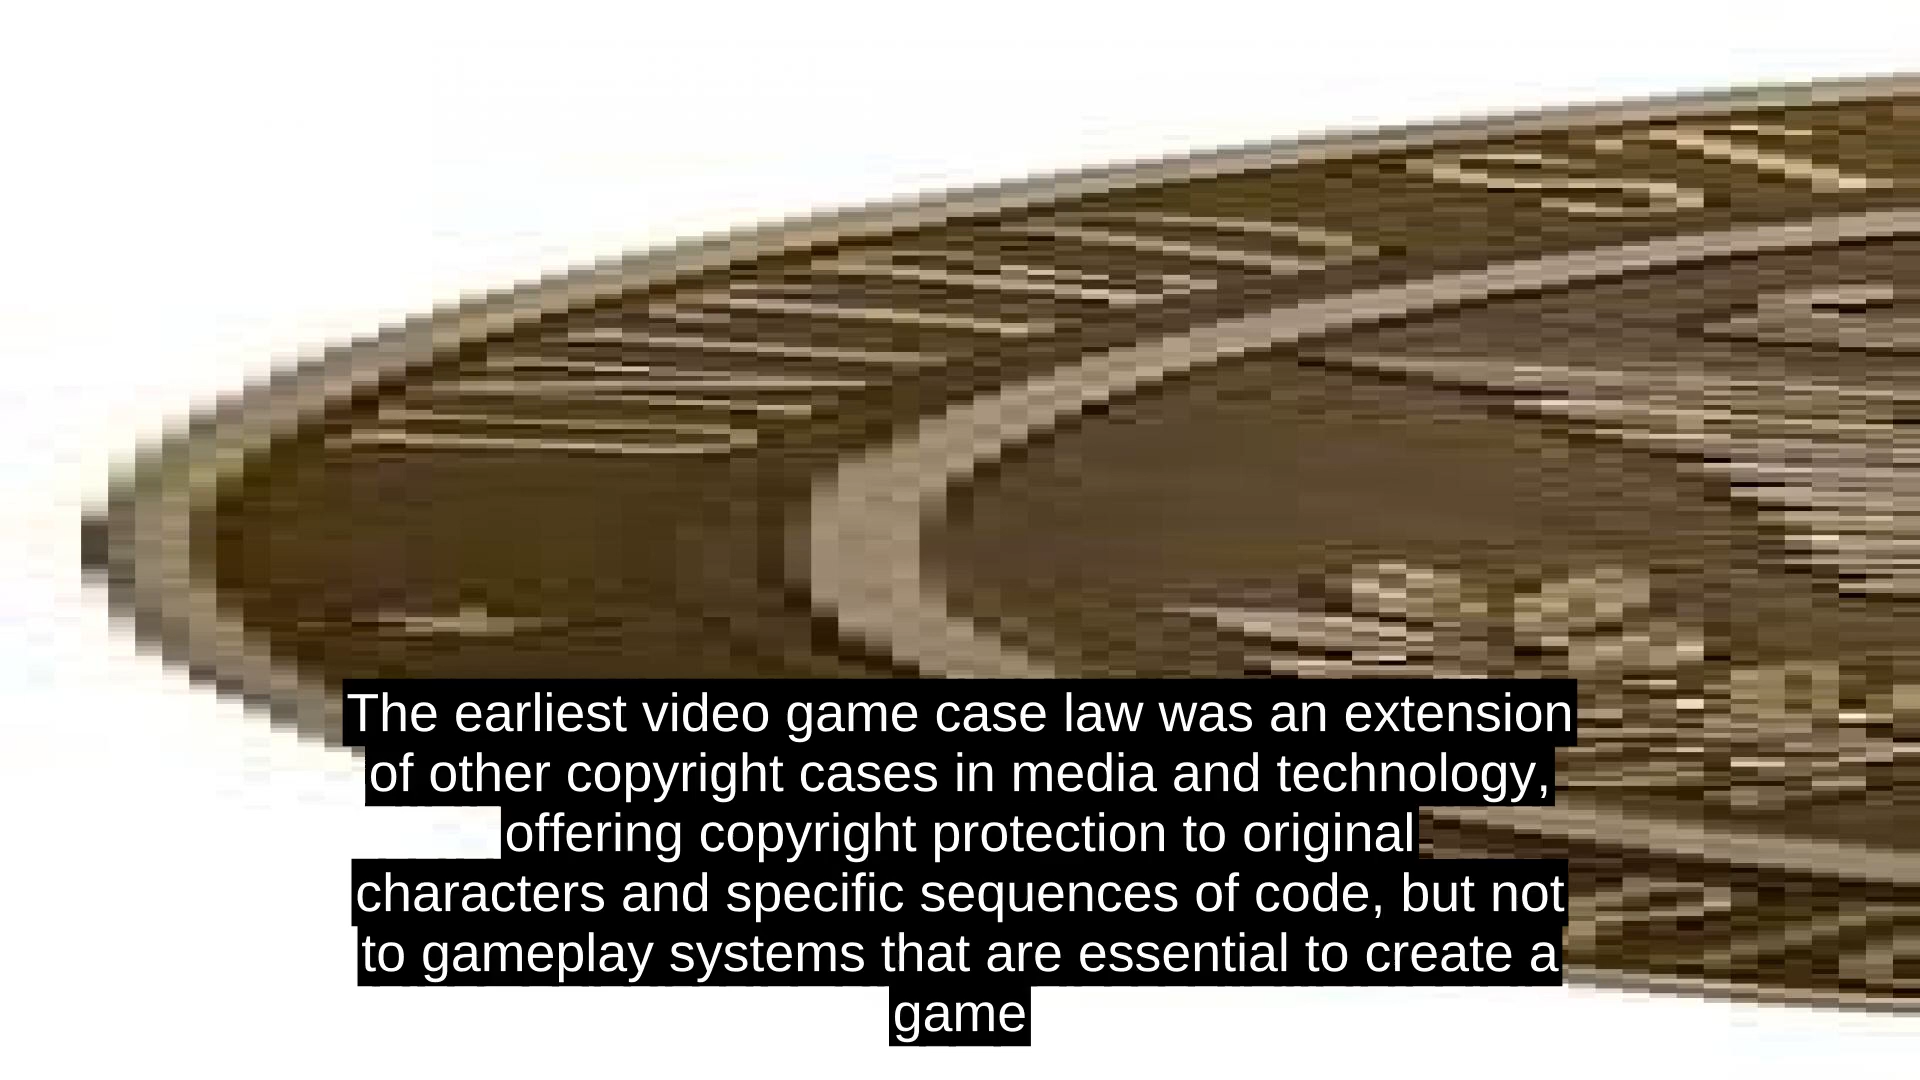 The earliest video game case law was an extension
of other copyright cases in media and technology,
offering copyright protection to original
characters and specific sequences of code, but not
to gameplay systems that are essential to create a
game